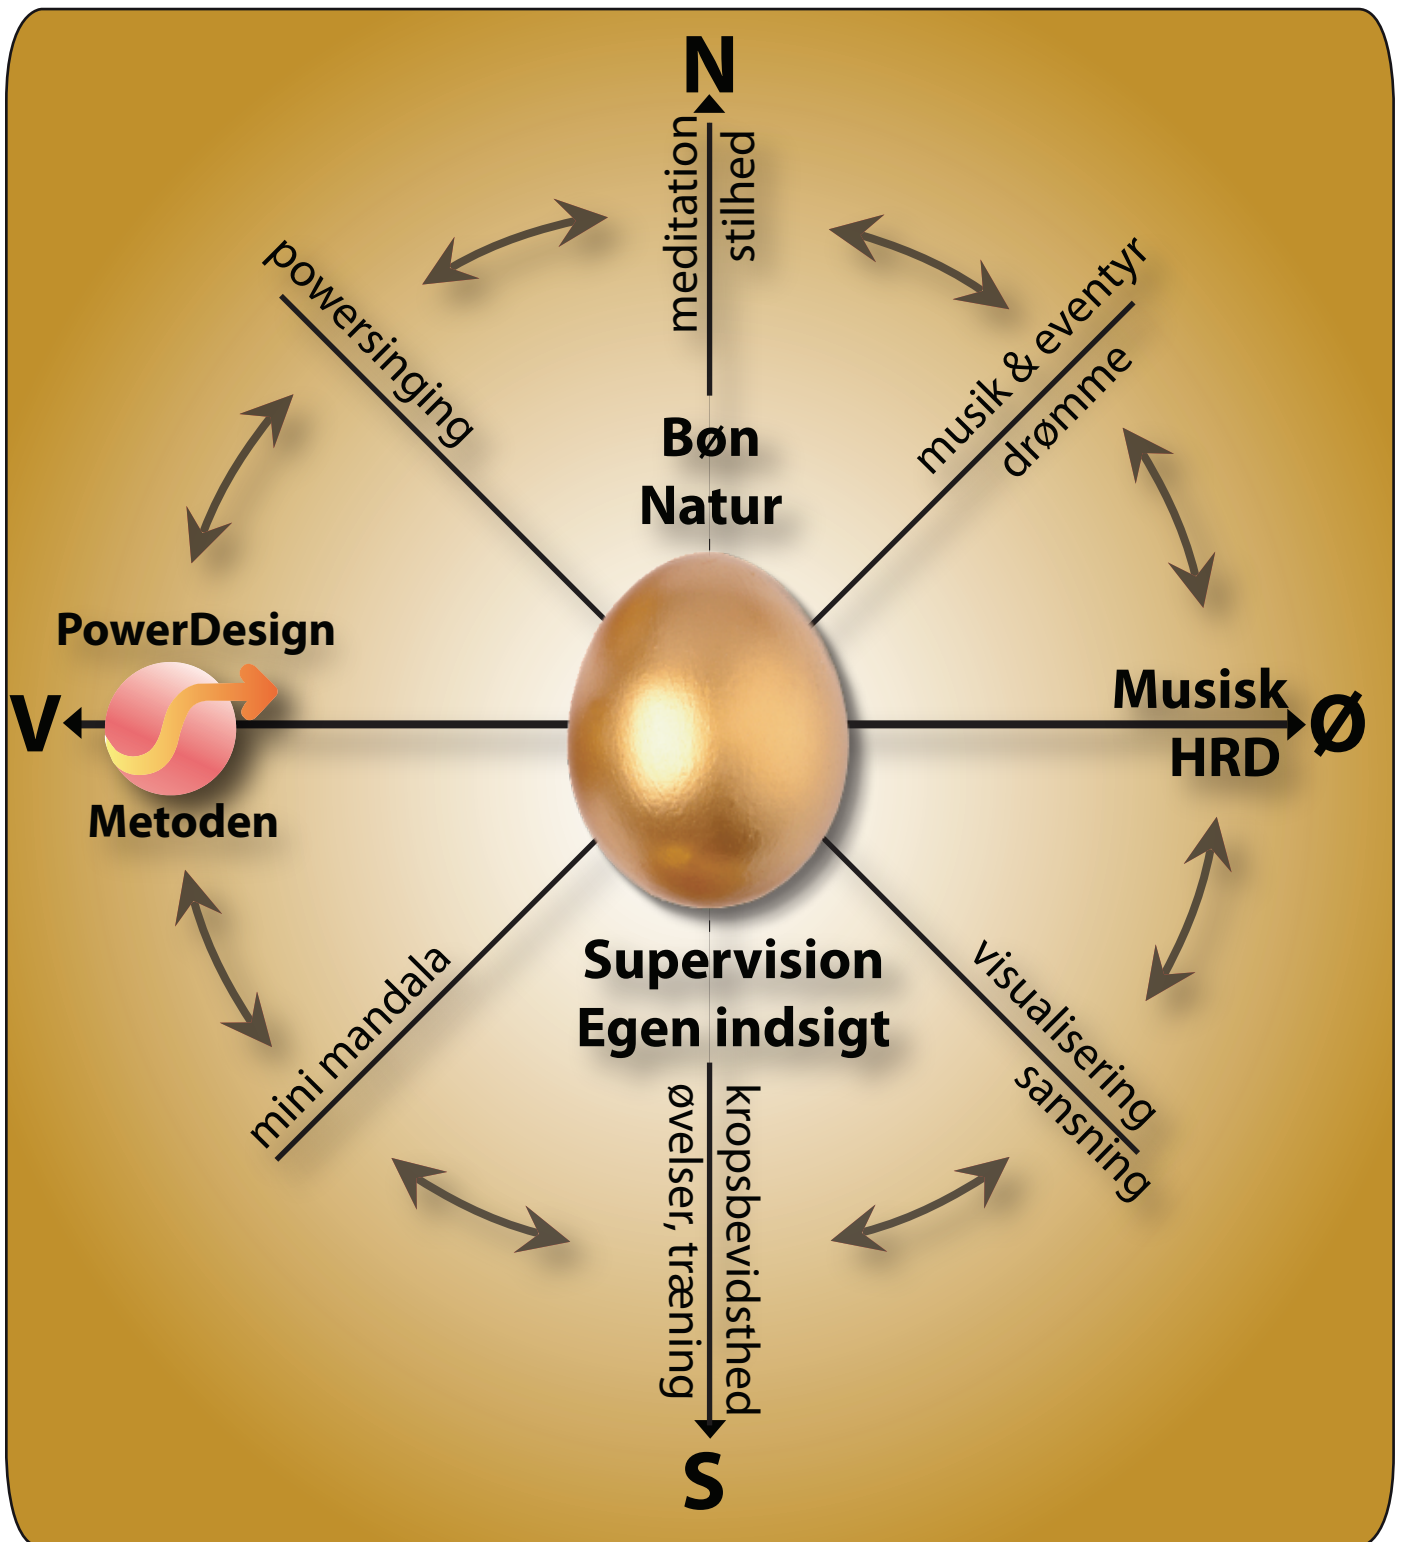 N
meditation
stilhed
powersinging
musik & eventyr
drømme
Bøn
Natur
PowerDesign
V
Metoden
Musisk
HRD
Ø
Supervision
Egen indsigt
mini mandala
visualisering
sansning
øvelser, træning
kropsbevidsthed
S